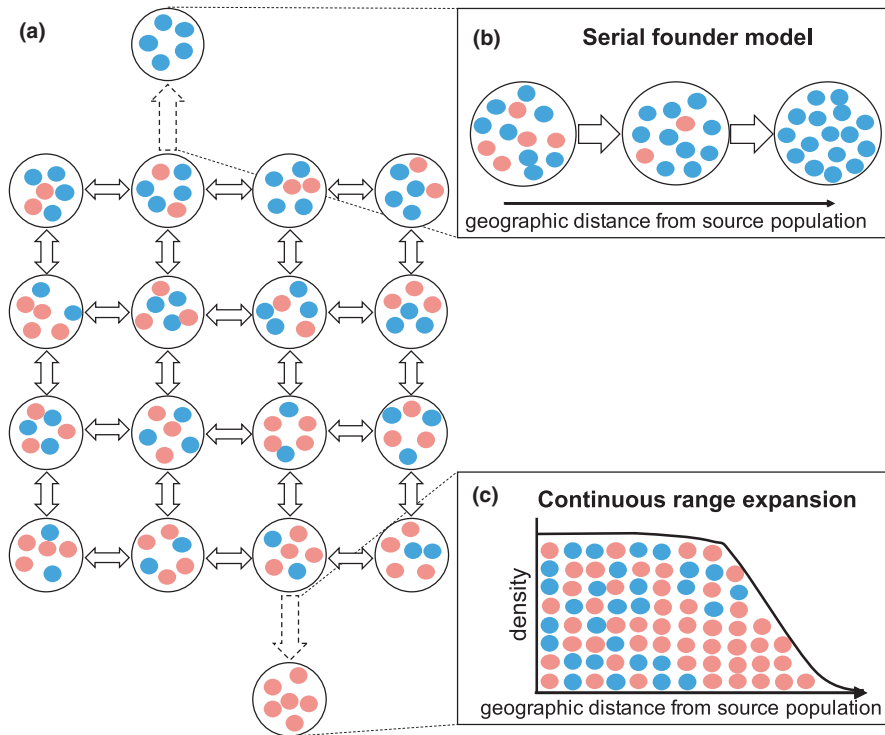 (a)
(b)
Serial founder model
geographic distance from source population
(c)
Continuous range expansion
density
geographic distance from source population